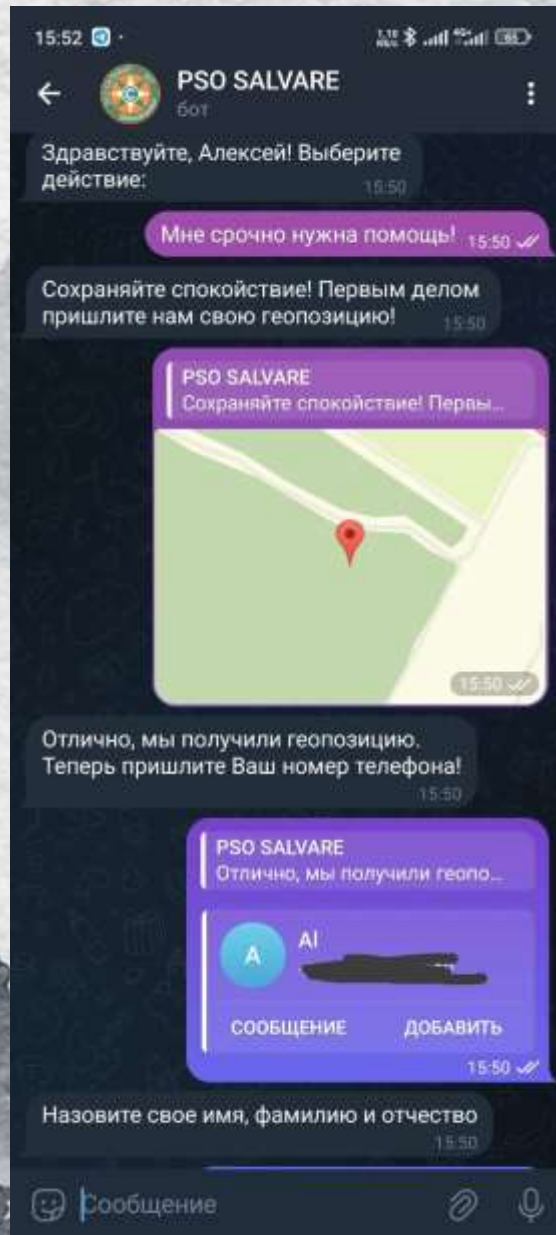 15:52
PSO SALVARE
бот
Здравствуйте, Алексей! Выберите
действие:
15:50
Мне срочно нужна помощь! 15:50
Сохраняйте спокойствие! Первым делом
пришлите нам свою геопозицию! 15:50
PSO SALVARE
Сохраняйте спокойствие! Первы...
15:50
Отлично, мы получили геопозицию.
Теперь пришлите Ваш номер телефона!
15:50
PSO SALVARE
Отлично, мы получили геопо...
A
Al
СООБЩЕНИЕ ДОБАВИТЬ
15:50
Назовите свое имя, фамилию и отчество
15:50
Сообщение